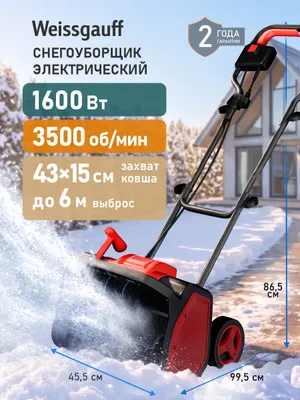 Weissgauff
2 ГОДА
ГАРАНТИЯ
СНЕГОУБОРЩИК
ЭЛЕКТРИЧЕСКИЙ
1600 Вт
3500 об/мин
43×15 см захват
ковша
до 6 м выброс
86,5
см
45,5 см
99,5 см